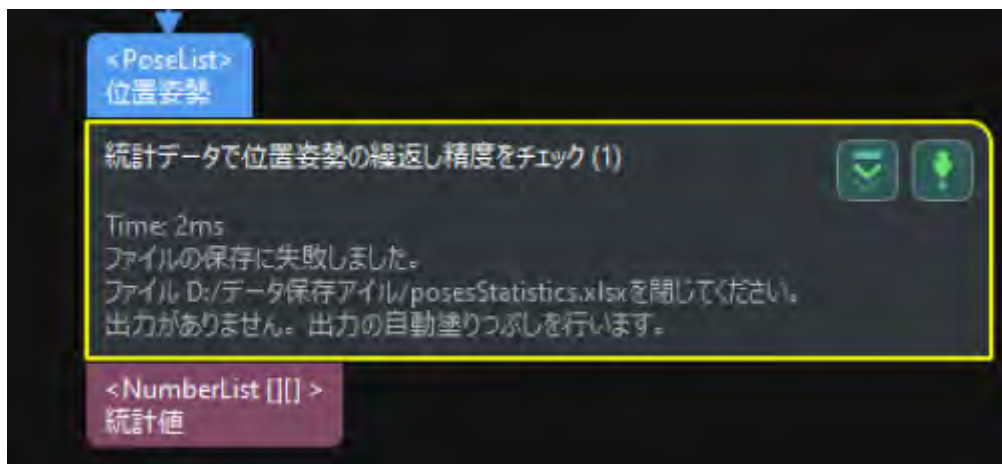 <PoseList>
位置姿勢
統計データで位置姿勢の繰返し精度をチェック (1)
Time: 2ms
ファイルの保存に失敗しました。
ファイル D:/データ保存アイル/posesStatistics.xlsxを閉じてください。
出力がありません。出力の自動塗りつぶしを行います。
<NumberList [][] >
統計値